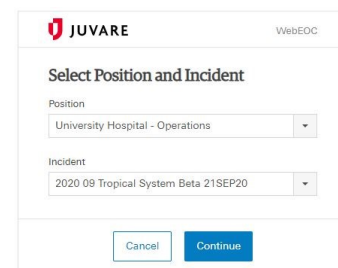 JUVARE WebEOC
Select Position and Incident
Position
University Hospital - Operations
Incident
2020 09 Tropical System Beta 21SEP20
Cancel Continue